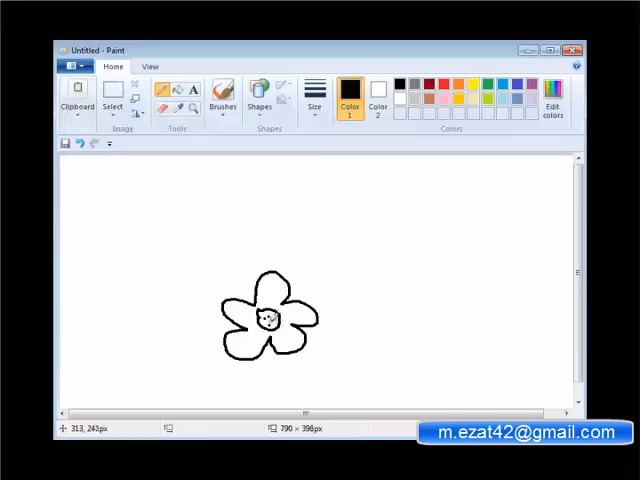 Untitled - Paint
Home View
Clipboard
Select
Image
A
Tools
Brushes
Shapes
Shapes
Size
Color 1
Color 2
Edit colors
Colors
313, 243px
790 × 398px
m.ezat42@gmail.com